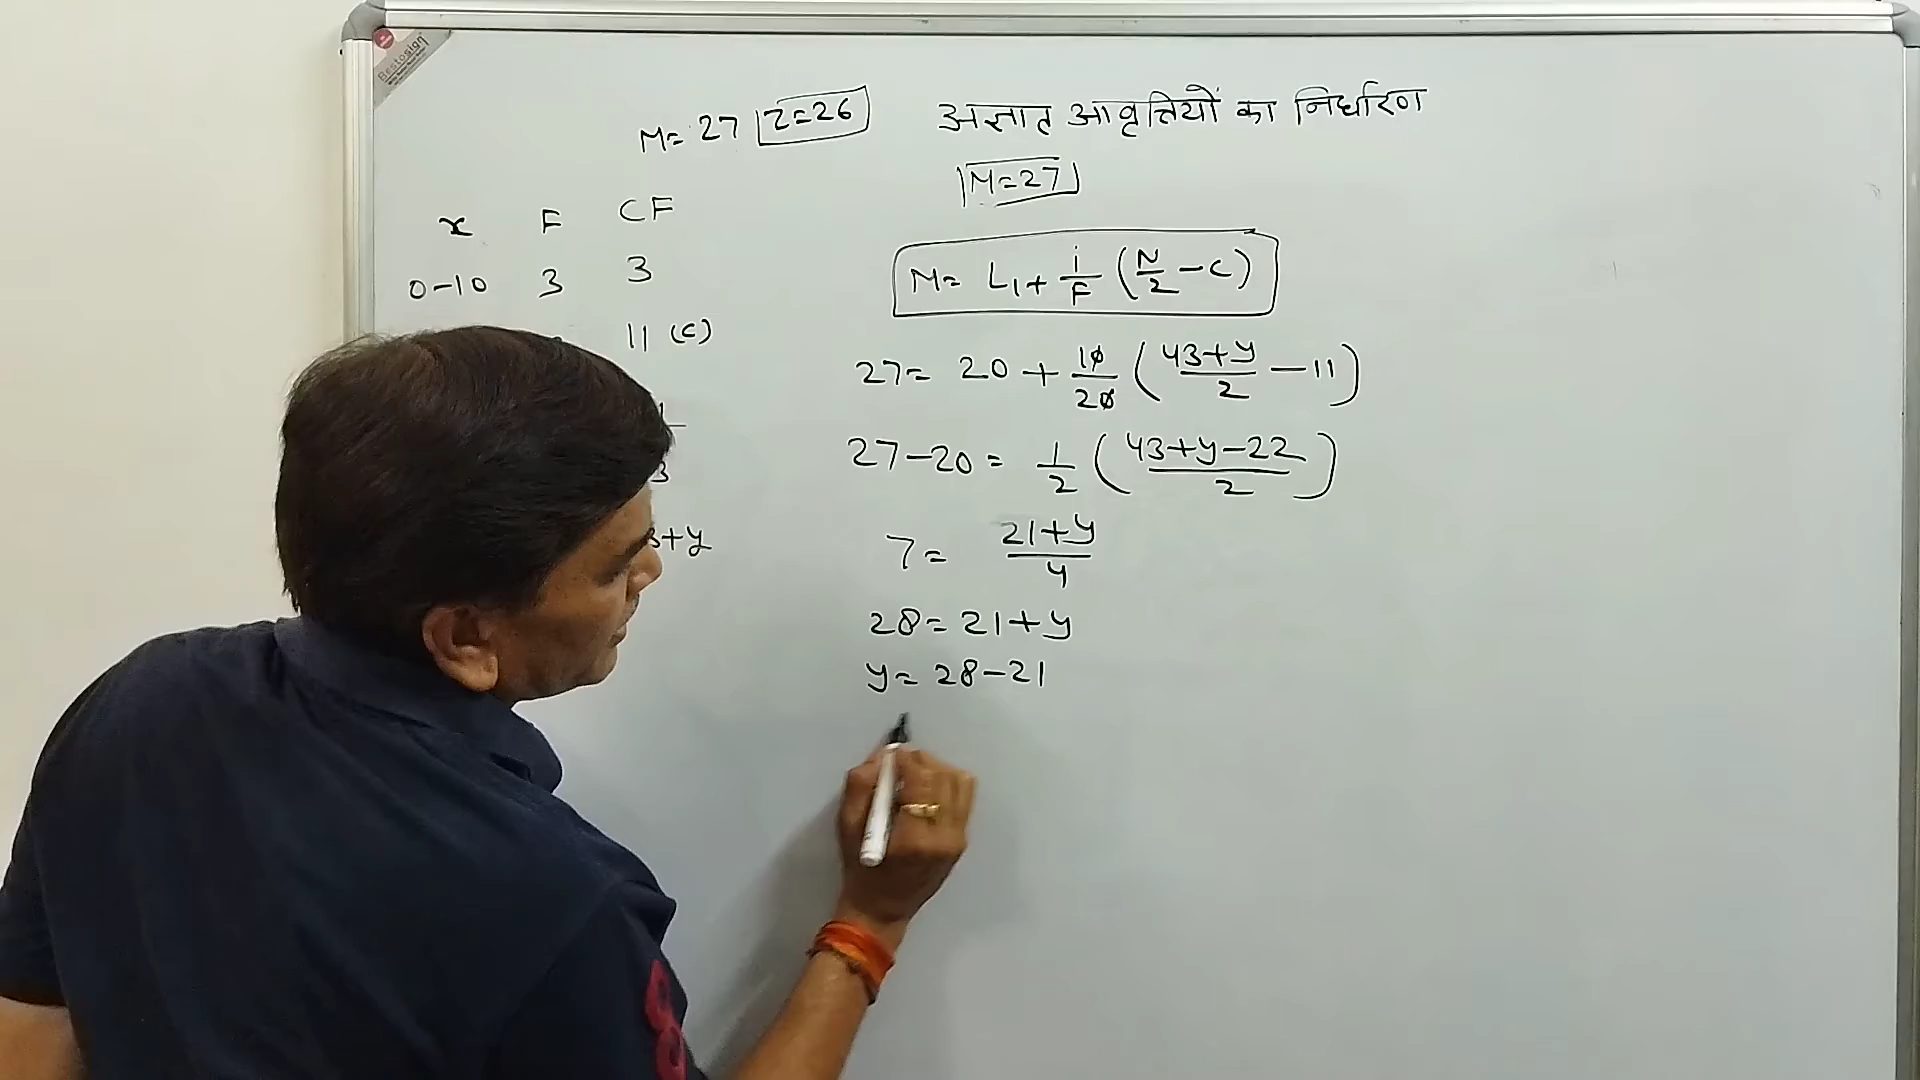 Bestosign
M= 27 Z=26
अज्ञात आवृत्तियों का निर्धारण
M=27
x F CF
0-10 3 3
11 (C)
3+y
M= L1+ i/F (N/2 -C)
27= 20 + 10/20 (43+y/2 -11)
27-20= 1/2 (43+y-22/2)
7= 21+y/4
28=21+y
y= 28-21